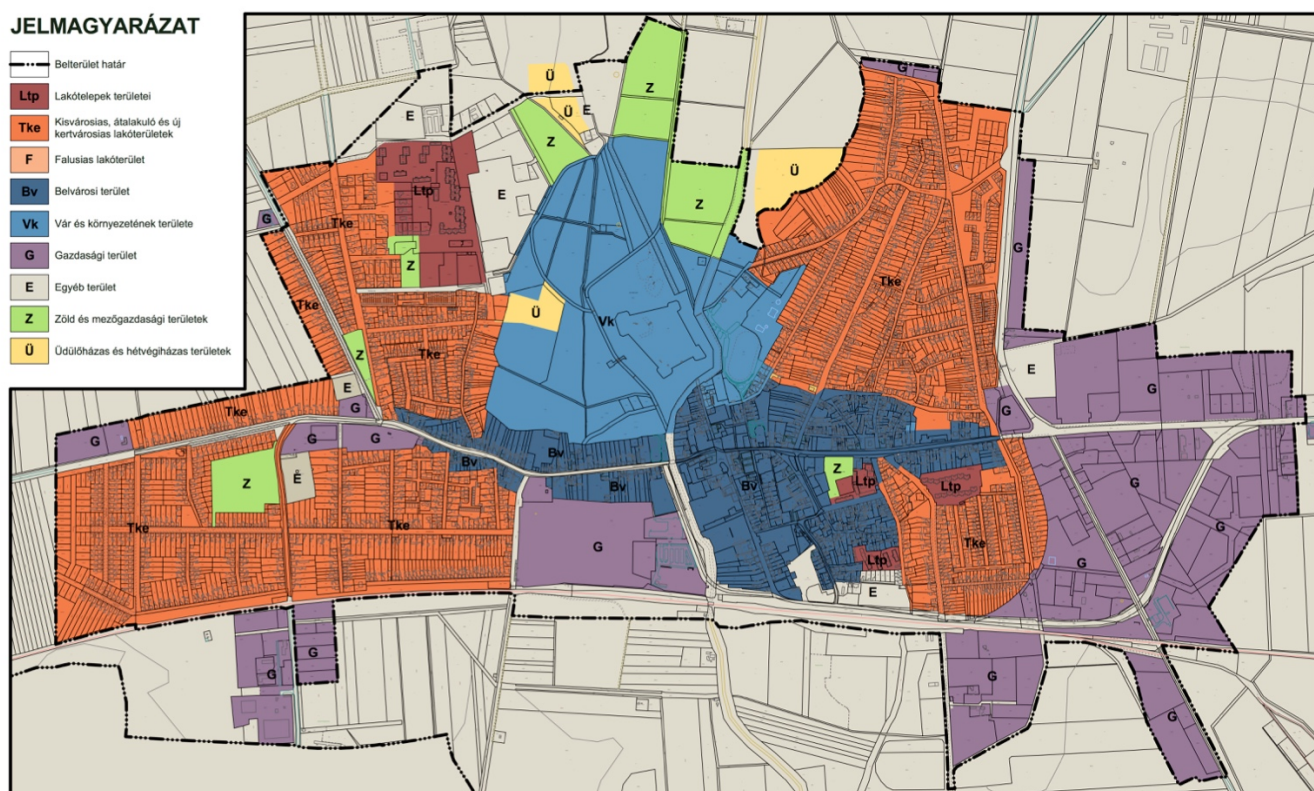 JELMAGYARÁZAT
Belterület határ
Ltp Lakótelepek területei
Tke Kisvárosias, átalakuló és új
kertvárosias lakóterületek
F Falusias lakóterület
Bv Belvárosi terület
Vk Vár és környezetének területe
G Gazdasági terület
E Egyéb terület
Z Zöld és mezőgazdasági területek
Ü Üdülőházas és hétvégiházas területek
G
Ü
Z
Ü E
E
Z
Ü
Ltp
E
Z
Tke
G
G
Z
Tke
Tke
Ü
Vk
Z
Tke
E
E
G
Tke
G
G
G
G
G
G
Bv
Bv
G
Z
É
Bv
Bv
Z
Ltp
Ltp
G
G
Tke
Tke
Tke
G
Ltp
G
E
G
G
G
G